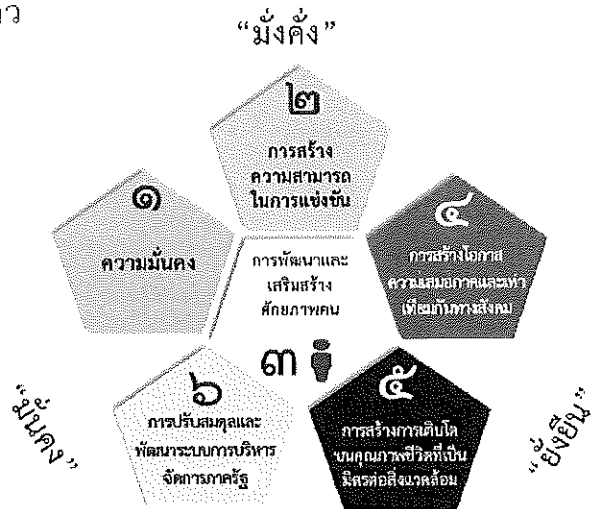 “มั่งคั่ง”
๒
การสร้าง
ความสามารถ
ในการแข่งขัน
๑
ความมั่นคง
การพัฒนาและ
เสริมสร้าง
ศักยภาพคน
๓
๔
การสร้างโอกาส
ความเสมอภาคและเท่า
เทียมกันทางสังคม
๖
การปรับสมดุลและ
พัฒนาระบบการบริหาร
จัดการภาครัฐ
๕
การสร้างการเติบโต
บนคุณภาพชีวิตที่เป็น
มิตรต่อสิ่งแวดล้อม
“มั่นคง”
“ยั่งยืน”